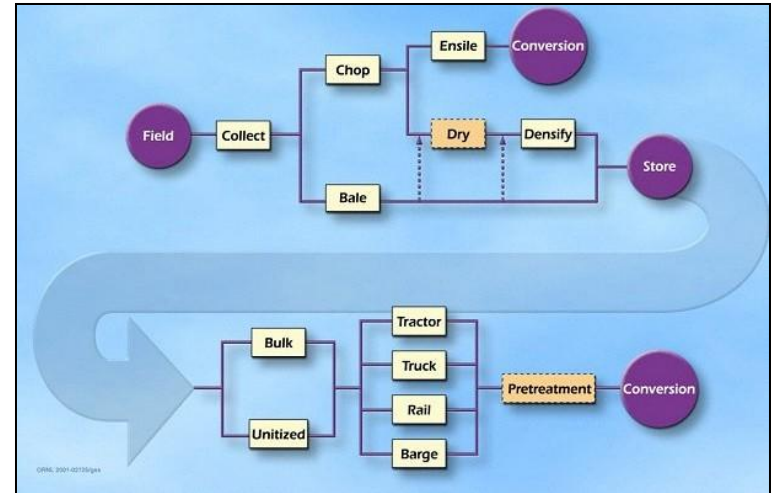 Ensile
Conversion
Chop
Field
Collect
Dry
Densify
Store
Bale
Tractor
Bulk
Truck
Pretreatment
Conversion
Rail
Unitized
Barge